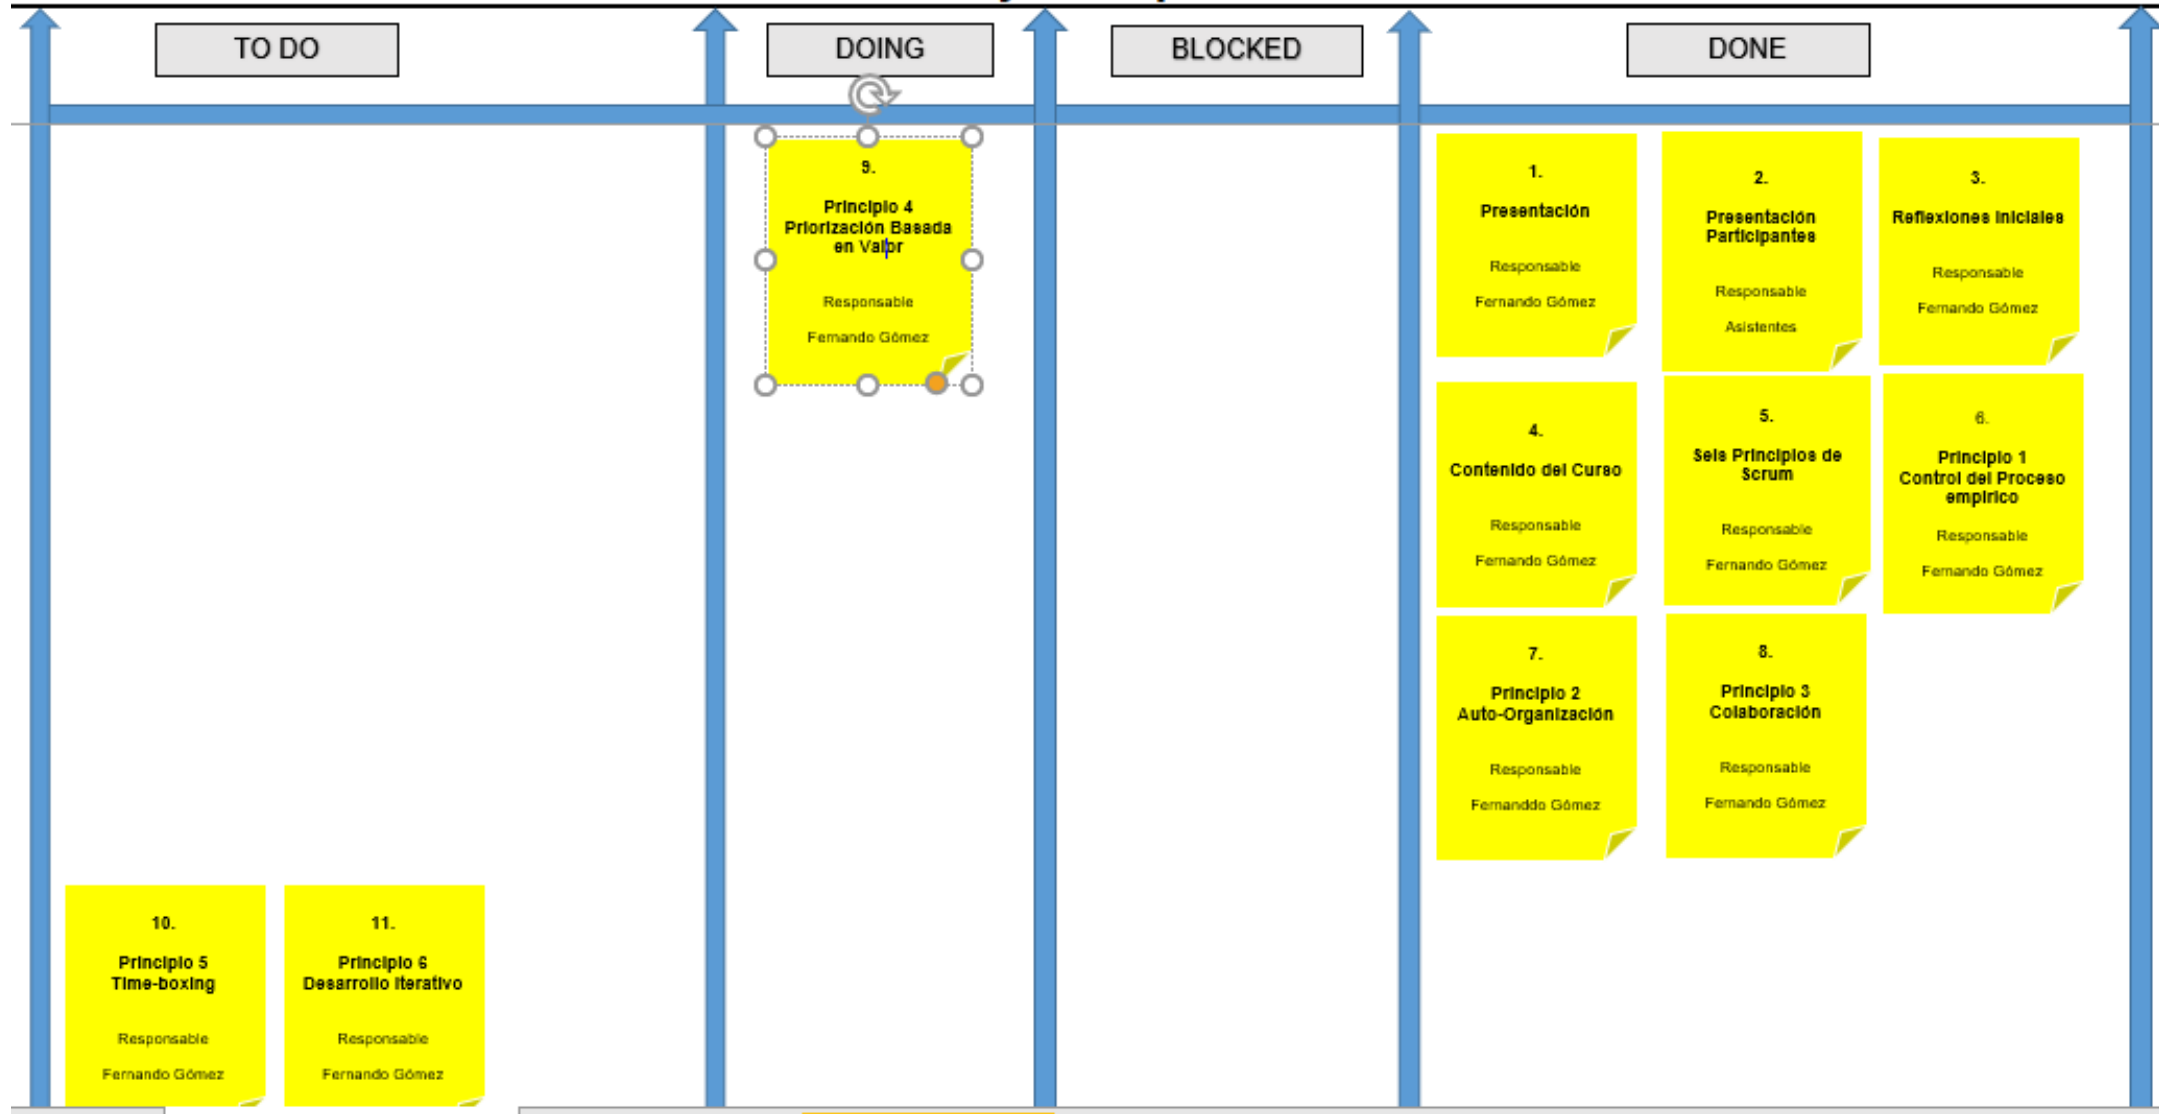 TO DO
DOING
BLOCKED
DONE
9.
Principio 4
Priorización Basada
en Valor
Responsable
Fernando Gómez
1.
Presentación
Responsable
Fernando Gómez
2.
Presentación
Participantes
Responsable
Asistentes
3.
Reflexiones Iniciales
Responsable
Fernando Gómez
4.
Contenido del Curso
Responsable
Fernando Gómez
5.
Seis Principios de
Scrum
Responsable
Fernando Gómez
6.
Principio 1
Control del Proceso
empírico
Responsable
Fernando Gómez
7.
Principio 2
Auto-Organización
Responsable
Fernanddo Gómez
8.
Principio 3
Colaboración
Responsable
Fernando Gómez
10.
Principio 5
Time-boxing
Responsable
Fernando Gómez
11.
Principio 6
Desarrollo Iterativo
Responsable
Fernando Gómez